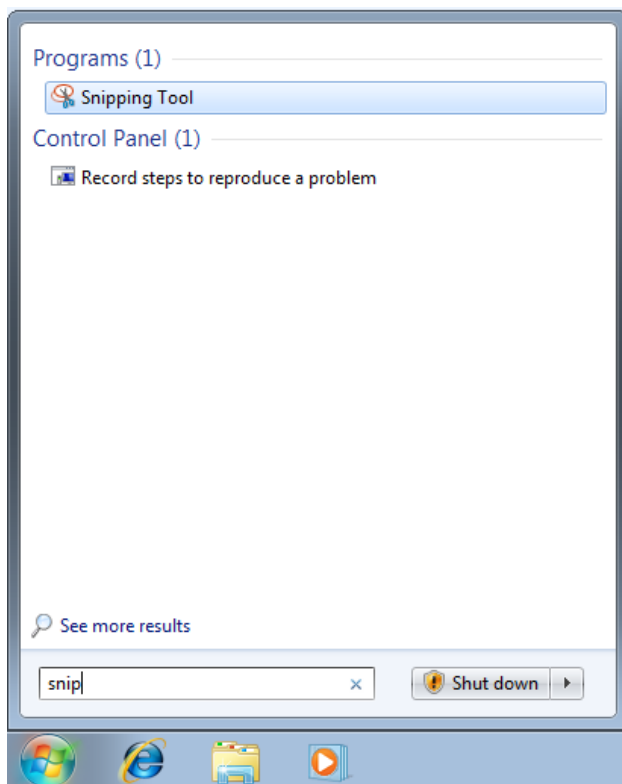 Programs (1)
Snipping Tool
Control Panel (1)
Record steps to reproduce a problem
See more results
snip
Shut down